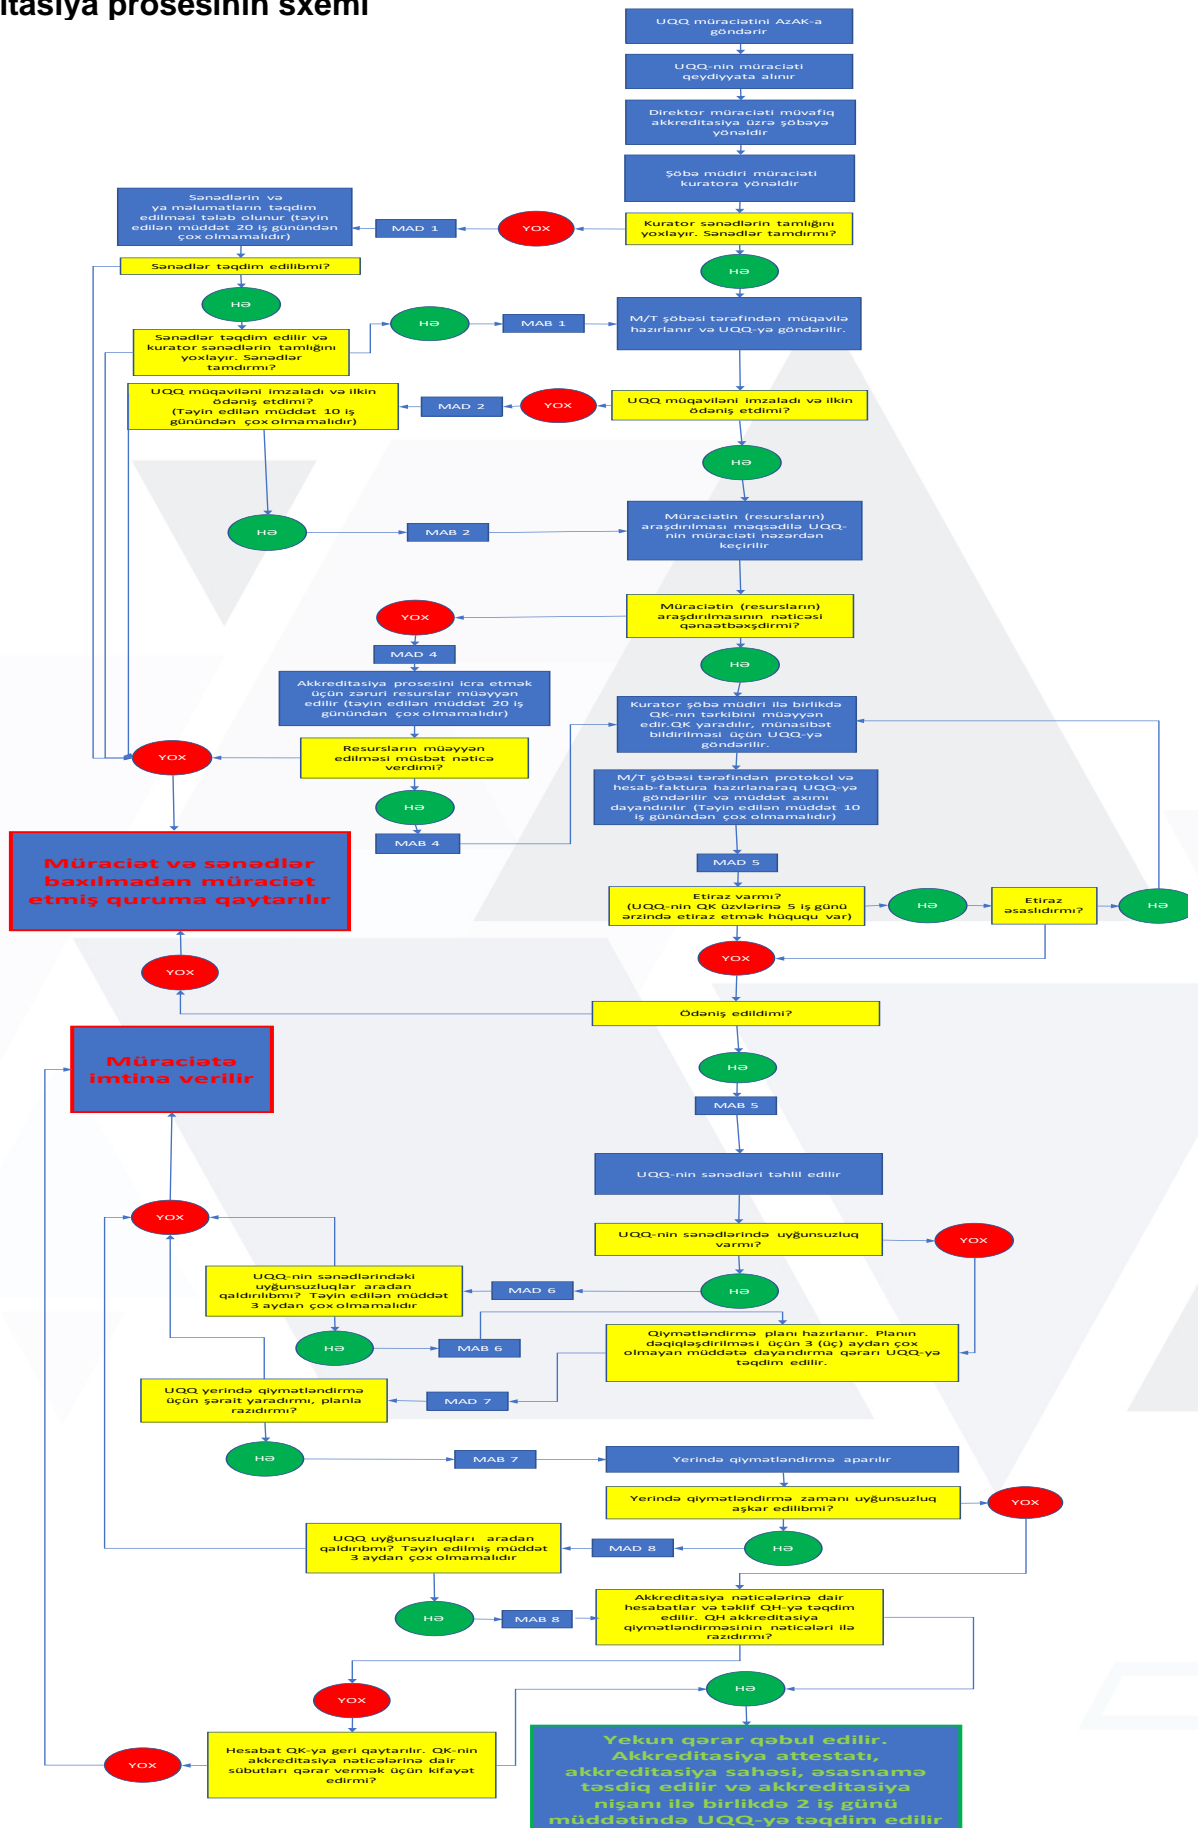 itasiya prosesinin sxemi
UQQ müraciətini AzAK-a
göndərir
UQQ-nin müraciəti
qeydiyyata alınır
Direktor müraciəti müvafiq
akkreditasiya üzrə şöbəyə
yönəldir
Şöbə müdiri müraciəti
kuratora yönəldir
Sənədlərin və
ya məlumatların təqdim
edilməsi tələb olunur (təyin
edilən müddət 20 iş günündən
çox olmamalıdır)
MAD 1
YOX
Kurator sənədlərin tamlığını
yoxlayır. Sənədlər tamdırmı?
Sənədlər təqdim edilibmi?
HƏ
HƏ
Sənədlər təqdim edilir və
kurator sənədlərin tamlığını
yoxlayır. Sənədlər
tamdırmı?
HƏ
MAB 1
M/T şöbəsi tərəfindən müqavilə
hazırlanır və UQQ-yə göndərilir.
UQQ müqaviləni imzaladı və ilkin
ödəniş etdimi?
(Təyin edilən müddət 10 iş
günündən çox olmamalıdır)
MAD 2
YOX
UQQ müqaviləni imzaladı və ilkin
ödəniş etdimi?
HƏ
HƏ
MAB 2
Müraciətin (resursların)
araşdırılması məqsədilə UQQ-
nin müraciəti nəzərdən
keçirilir
YOX
Müraciətin (resursların)
araşdırılmasının nəticəsi
qənaətbəxşdirmi?
MAD 4
HƏ
Akkreditasiya prosesini icra etmək
üçün zəruri resurslar müəyyən
edilir (təyin edilən müddət 20 iş
günündən çox olmamalıdır)
Kurator şöbə müdiri ilə birlikdə
QK-nın tərkibini müəyyən
edir.QK yaradılır, münasibət
bildirilməsi üçün UQQ-yə
göndərilir.
YOX
Resursların müəyyən
edilməsi müsbət nəticə
verdimi?
M/T şöbəsi tərəfindən protokol və
hesab-faktura hazırlanaraq UQQ-yə
göndərilir və müddət axımı
dayandırılır (Təyin edilən müddət 10
iş günündən çox olmamalıdır)
HƏ
MAB 4
MAD 5
Müraciət və sənədlər
baxılmadan müraciət
etmiş quruma qaytarılır
Etiraz varmı?
(UQQ-nin QK üzvlərinə 5 iş günü
ərzində etiraz etmək hüququ var)
HƏ
Etiraz
əsaslıdırmı?
HƏ
YOX
YOX
Ödəniş edildimi?
Müraciətə
imtina verilir
HƏ
MAB 5
UQQ-nin sənədləri təhlil edilir
YOX
UQQ-nin sənədlərində uyğunsuzluq
varmı?
YOX
UQQ-nin sənədlərindəki
uyğunsuzluqlar aradan
qaldırılıbmı? Təyin edilən müddət
3 aydan çox olmamalıdır
MAD 6
HƏ
HƏ
MAB 6
Qiymətləndirmə planı hazırlanır. Planın
dəqiqləşdirilməsi üçün 3 (üç) aydan çox
olmayan müddətə dayandırma qərarı UQQ-yə
təqdim edilir.
UQQ yerində qiymətləndirmə
üçün şərait yaradırmı, planla
razıdırmı?
MAD 7
HƏ
MAB 7
Yerində qiymətləndirmə aparılır
Yerində qiymətləndirmə zamanı uyğunsuzluq
aşkar edilibmi?
YOX
UQQ uyğunsuzluqları aradan
qaldırıbmı? Təyin edilmiş müddət
3 aydan çox olmamalıdır
MAD 8
HƏ
HƏ
MAB 8
Akkreditasiya nəticələrinə dair
hesabatlar və təklif QH-yə təqdim
edilir. QH akkreditasiya
qiymətləndirməsinin nəticələri ilə
razıdırmı?
YOX
HƏ
YOX
Hesabat QK-ya geri qaytarılır. QK-nin
akkreditasiya nəticələrinə dair
sübutları qərar vermək üçün kifayət
edirmi?
Yekun qərar qəbul edilir.
Akkreditasiya attestatı,
akkreditasiya sahəsi, əsasnamə
təsdiq edilir və akkreditasiya
nişanı ilə birlikdə 2 iş günü
müddətində UQQ-yə təqdim edilir